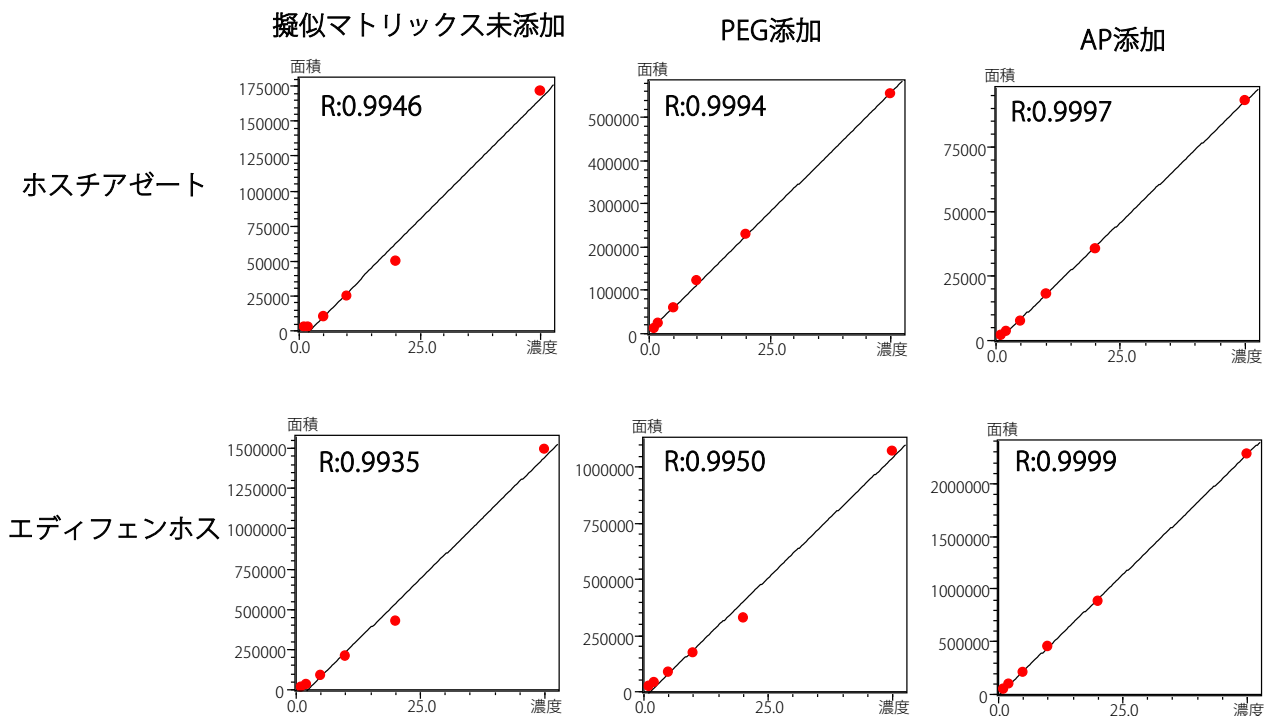 擬似マトリックス未添加
PEG添加
AP添加
ホスチアゼート
面積
R:0.9946
175000
150000
125000
100000
75000
50000
25000
0
0.0
25.0
濃度
面積
R:0.9994
500000
400000
300000
200000
100000
0
0.0
25.0
濃度
面積
R:0.9997
75000
50000
25000
0
0.0
25.0
濃度
エディフェンホス
面積
R:0.9935
1500000
1250000
1000000
750000
500000
250000
0
0.0
25.0
濃度
面積
R:0.9950
1000000
750000
500000
250000
0
0.0
25.0
濃度
面積
R:0.9999
2000000
1500000
1000000
500000
0
0.0
25.0
濃度